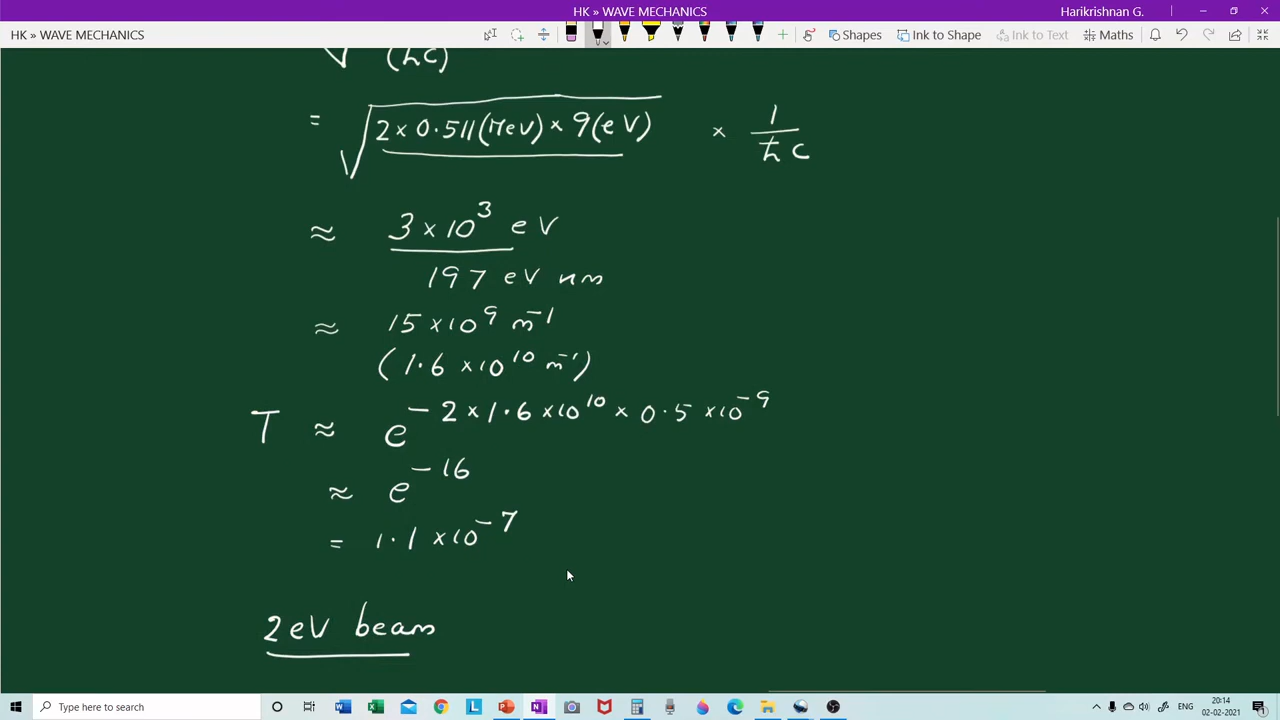 HK » WAVE MECHANICS
Harikrishnan G.
HK » WAVE MECHANICS
Shapes
Ink to Shape
Ink to Text
Maths
√ (ħc)
= √2 × 0.511(MeV) × 9(eV) × 1/ħc
≈ 3 × 10³ eV
197 eV nm
≈ 15 × 10⁹ m⁻¹
(1.6 × 10¹⁰ m⁻¹)
T ≈ e^-2 × 1.6 × 10¹⁰ × 0.5 × 10⁻⁹
≈ e⁻¹⁶
= 1.1 × 10⁻⁷
2eV beam
Type here to search
ENG
20:14
02-02-2021